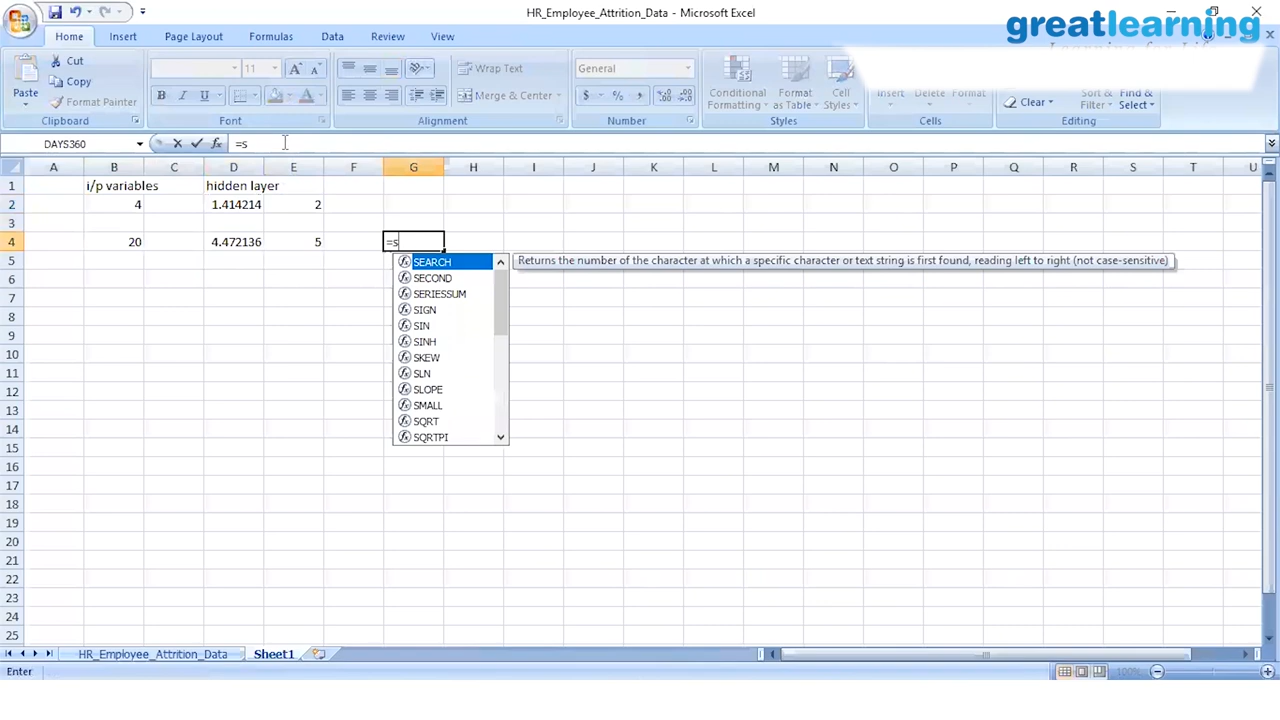 HR_Employee_Attrition_Data - Microsoft Excel
greatlearning
Home Insert Page Layout Formulas Data Review View
Cut
Copy
Format Painter
Paste
11
Wrap Text
Merge & Center
General
Conditional Formatting
Format as Table
Cell Styles
Insert Delete Format
Clear
Sort & Filter
Find & Select
Clipboard Font Alignment Number Styles Cells Editing
DAYS360 =s
A B C D E F G H I J K L M N O P Q R S T U
1 i/p variables hidden layer
2 4 1.414214 2
3
4 20 4.472136 5 =s
5 SEARCH Returns the number of the character at which a specific character or text string is first found, reading left to right (not case-sensitive)
6 SECOND
7 SERIESSUM
8 SIGN
9 SIN
SINH
10 SKEW
11 SLN
12 SLOPE
13 SMALL
14 SQRT
15 SQRTPI
16
17
18
19
20
21
22
23
24
25
HR_Employee_Attrition_Data Sheet1
Enter 100%